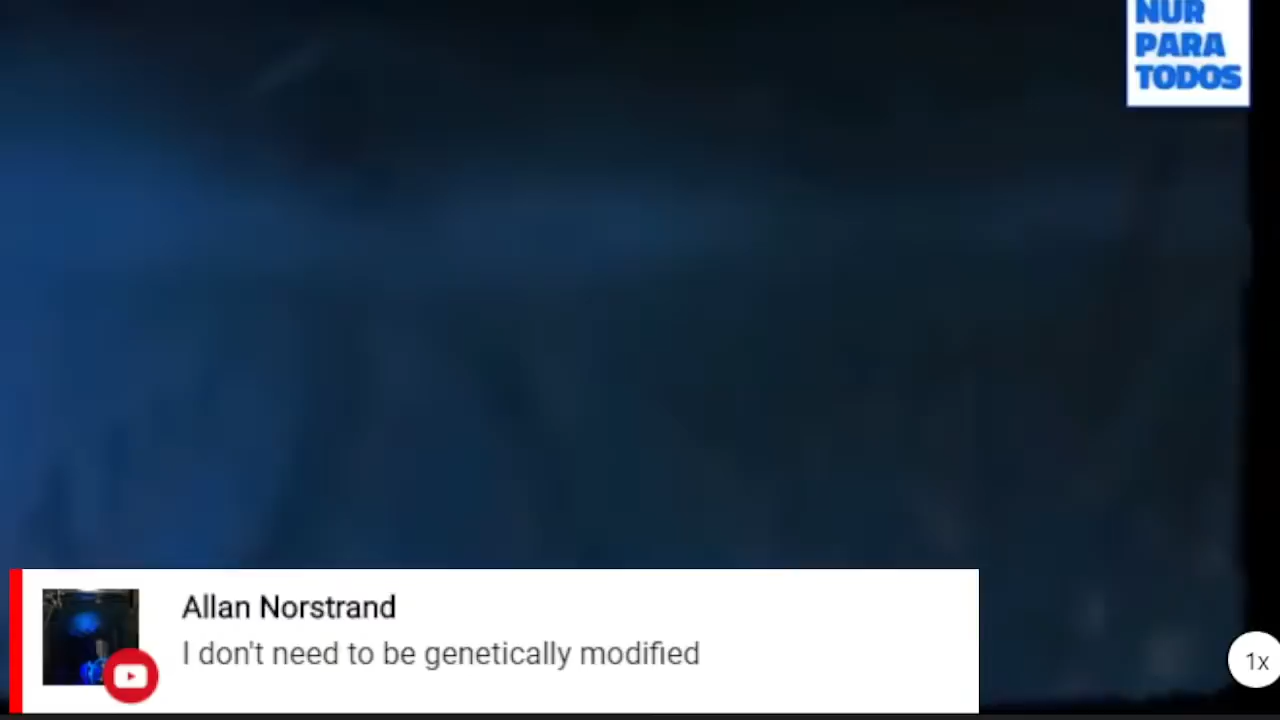 NUR
PARA
TODOS
Allan Norstrand
I don't need to be genetically modified
1x